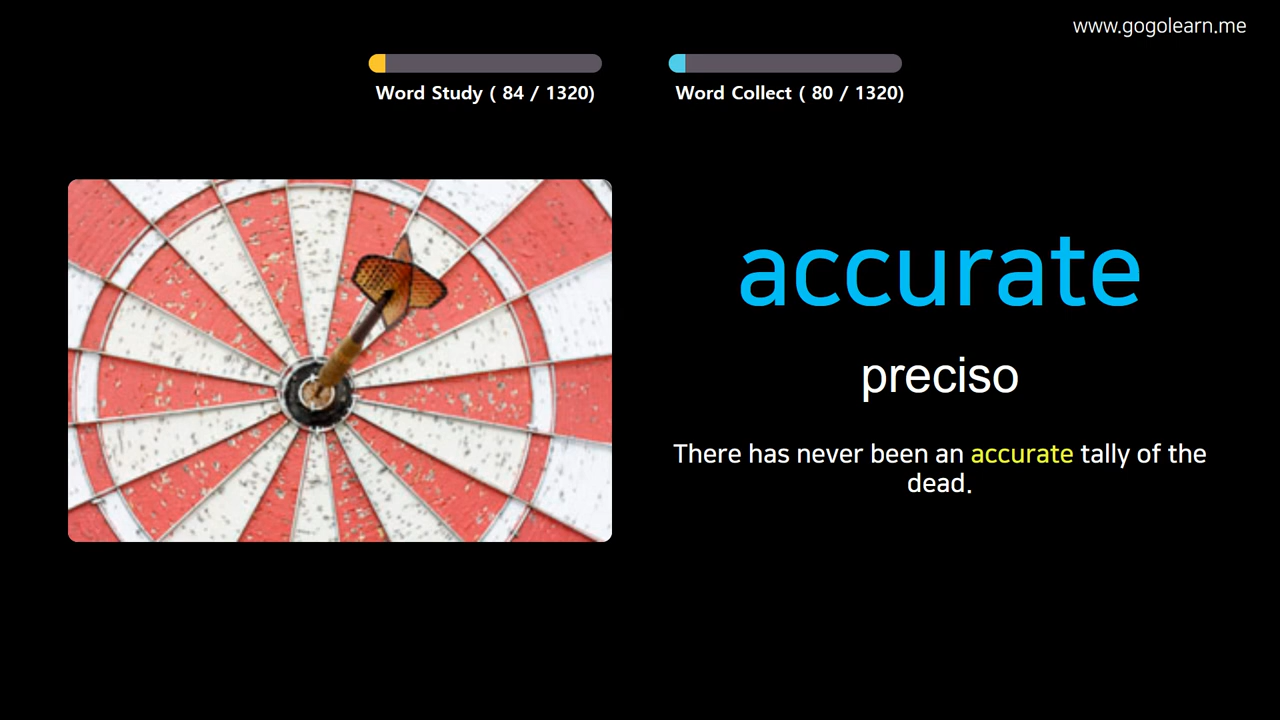 www.gogolearn.me
Word Study ( 84 / 1320)
Word Collect ( 80 / 1320)
accurate
preciso
There has never been an accurate tally of the
dead.